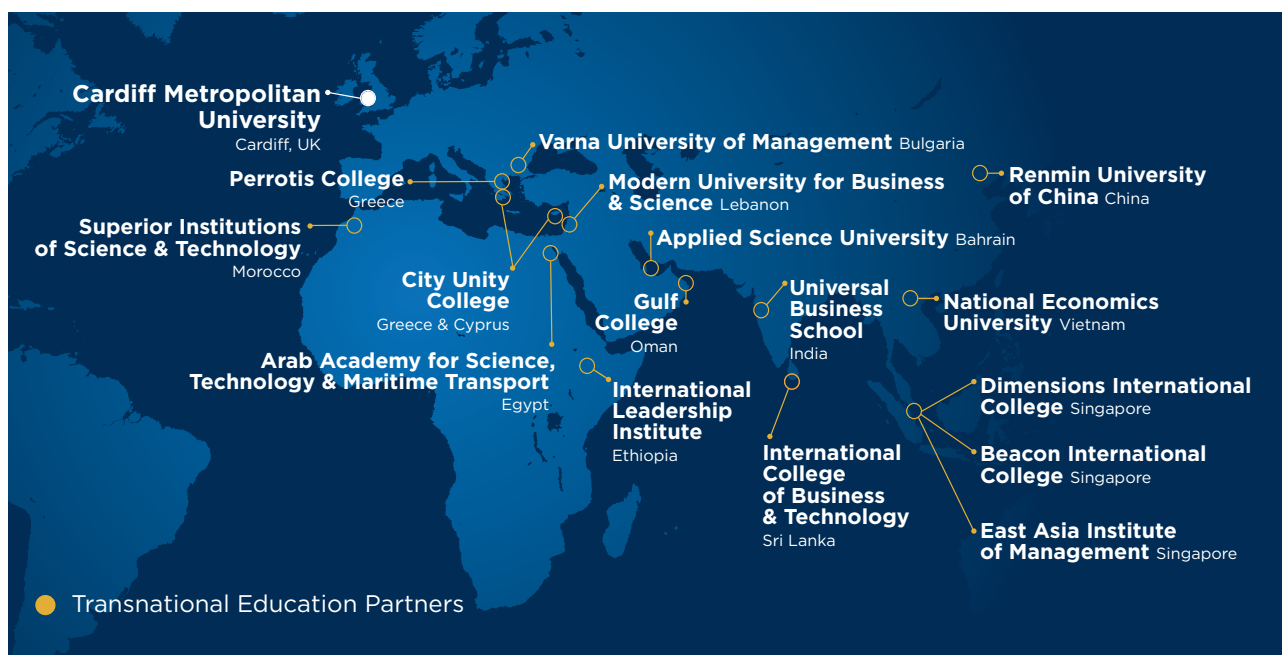 Cardiff Metropolitan
University
Cardiff, UK
Varna University of Management Bulgaria
Perrotis College
Greece
Modern University for Business
& Science Lebanon
Renmin University
of China China
Superior Institutions
of Science & Technology
Morocco
Applied Science University Bahrain
City Unity
College
Greece & Cyprus
Gulf
College
Oman
Universal
Business
School
India
National Economics
University Vietnam
Arab Academy for Science,
Technology & Maritime Transport
Egypt
International
Leadership
Institute
Ethiopia
Dimensions International
College Singapore
International
College
of Business
& Technology
Sri Lanka
Beacon International
College Singapore
East Asia Institute
of Management Singapore
Transnational Education Partners